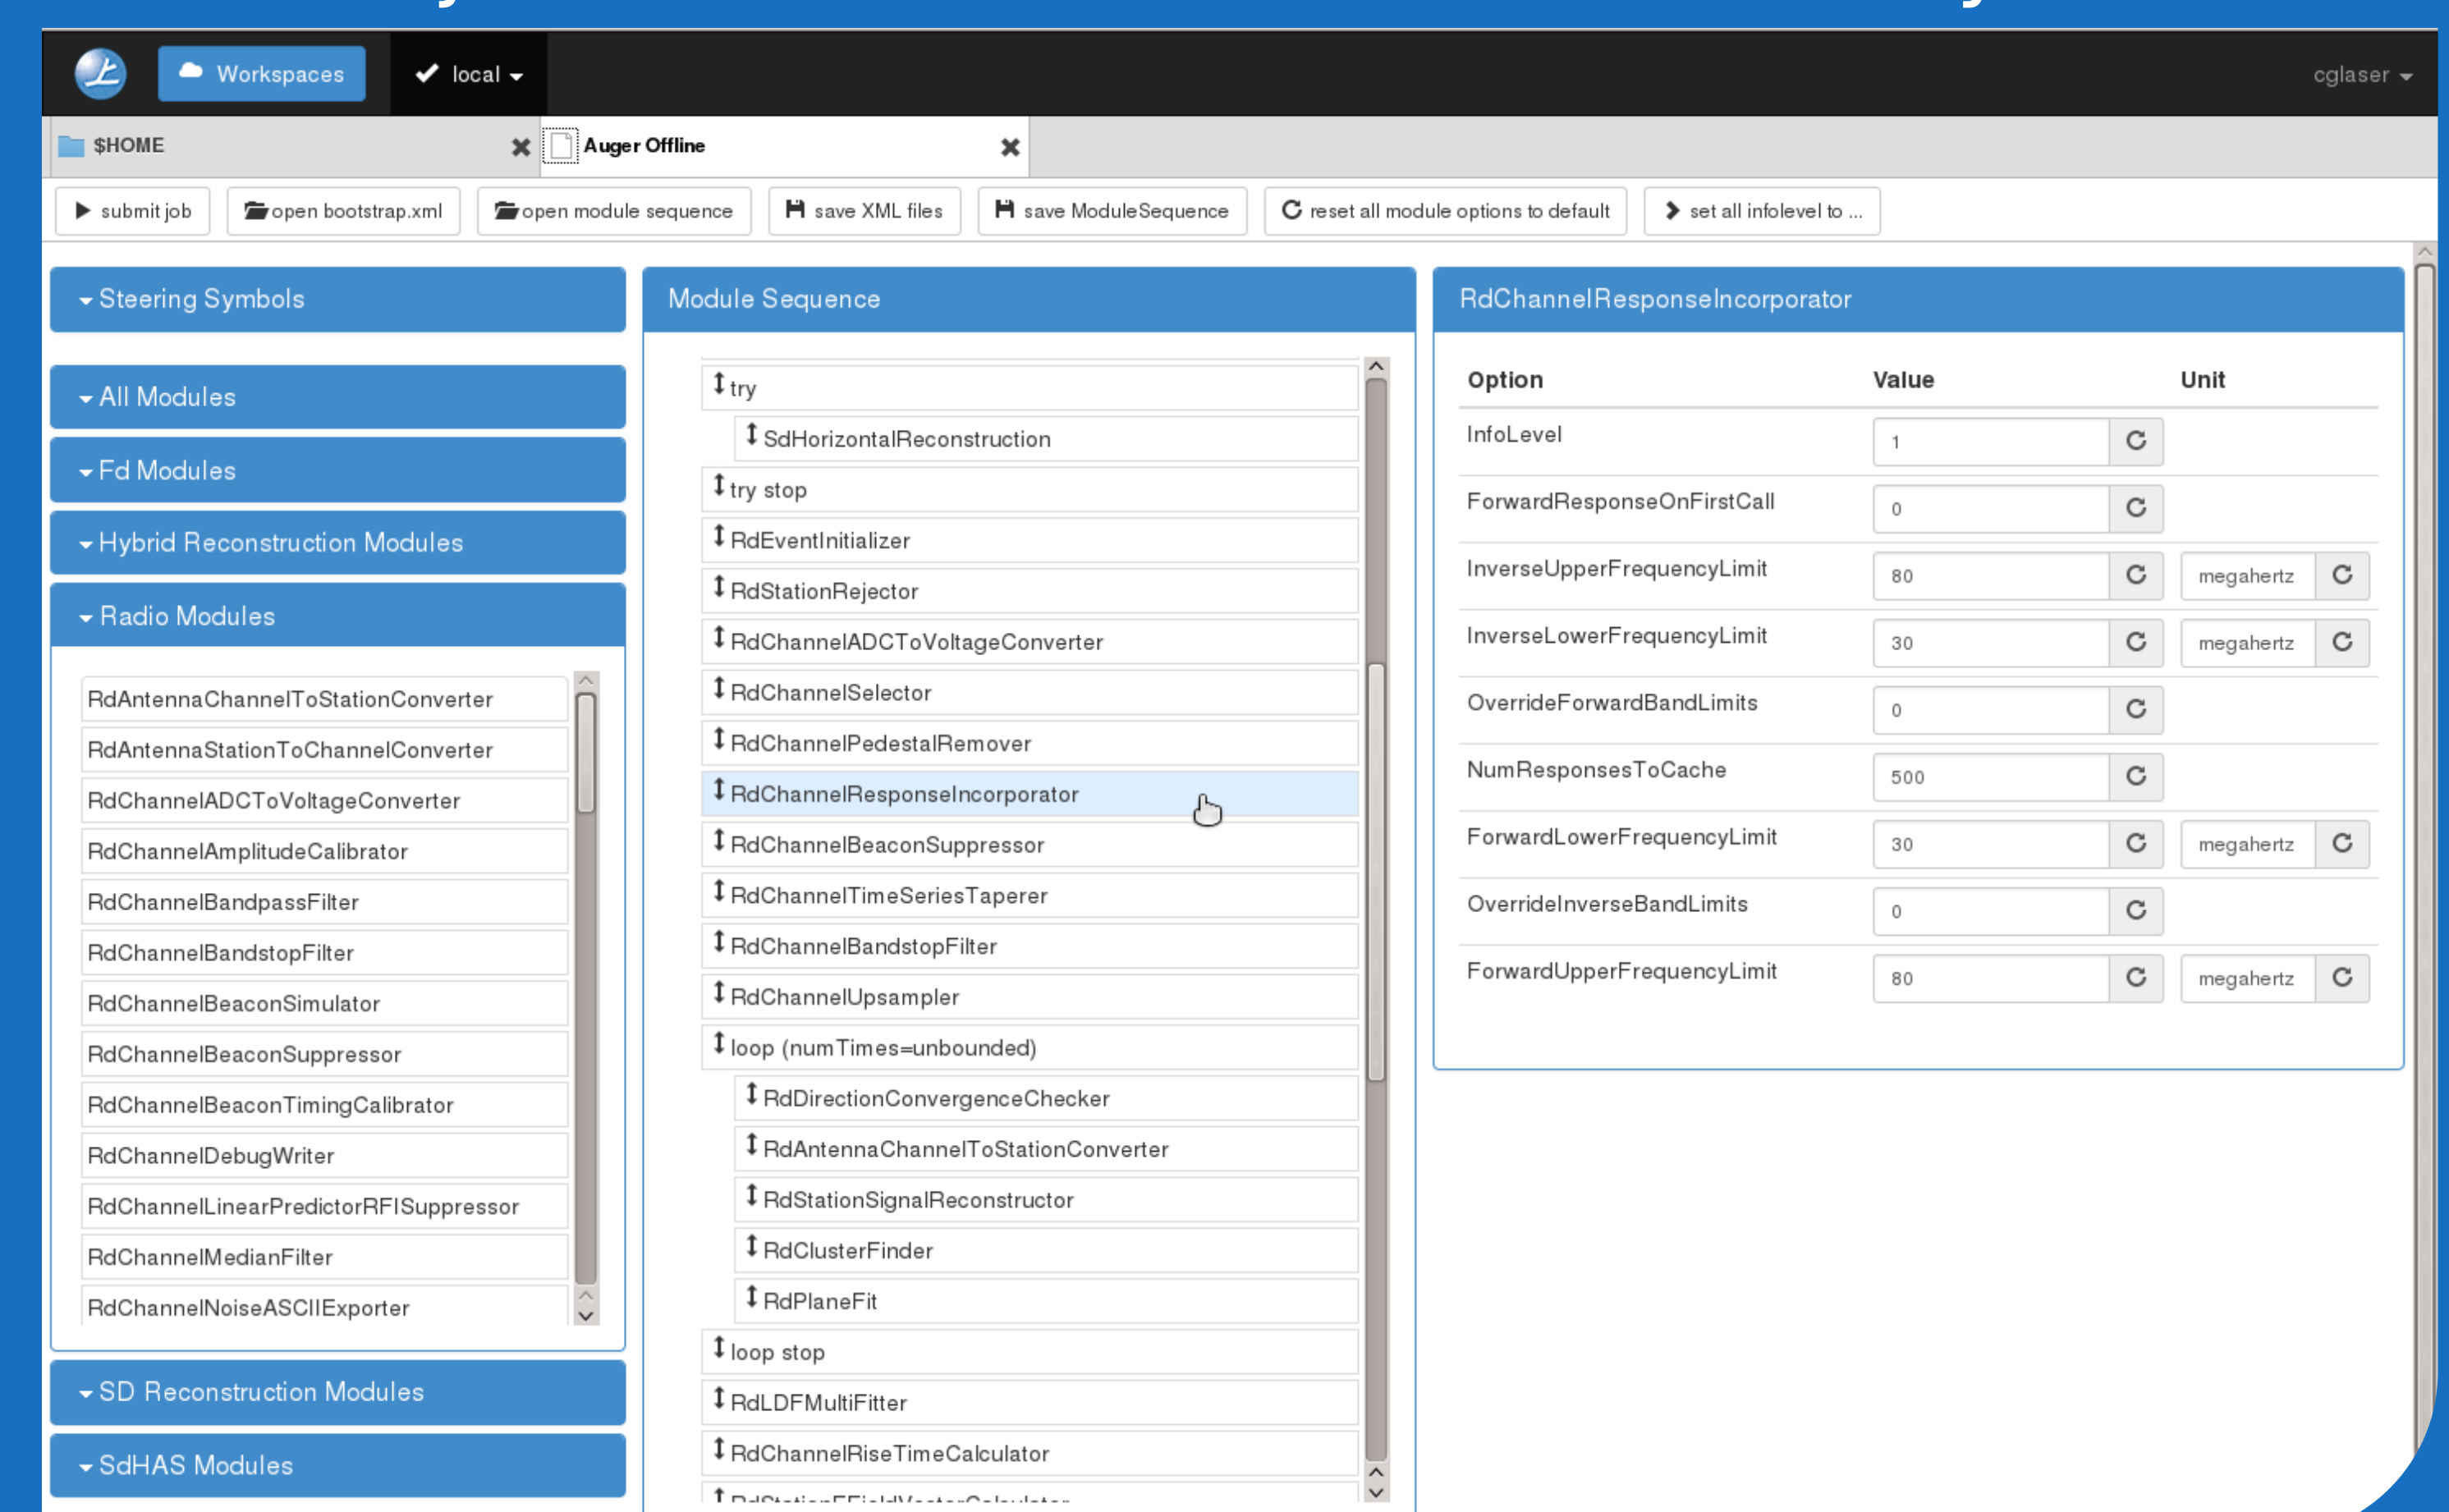 Workspaces
local
cglaser
$HOME
Auger Offline
submit job
open bootstrap.xml
open module sequence
save XML files
save ModuleSequence
reset all module options to default
set all infolevel to ...
Steering Symbols
All Modules
Fd Modules
Hybrid Reconstruction Modules
Radio Modules
RdAntennaChannelToStationConverter
RdAntennaStationToChannelConverter
RdChannelADCToVoltageConverter
RdChannelAmplitudeCalibrator
RdChannelBandpassFilter
RdChannelBandstopFilter
RdChannelBeaconSimulator
RdChannelBeaconSuppressor
RdChannelBeaconTimingCalibrator
RdChannelDebugWriter
RdChannelLinearPredictorRFISuppressor
RdChannelMedianFilter
RdChannelNoiseASCIIExporter
SD Reconstruction Modules
SdHAS Modules
Module Sequence
try
SdHorizontalReconstruction
try stop
RdEventInitializer
RdStationRejector
RdChannelADCToVoltageConverter
RdChannelSelector
RdChannelPedestalRemover
RdChannelResponseIncorporator
RdChannelBeaconSuppressor
RdChannelTimeSeriesTaperer
RdChannelBandstopFilter
RdChannelUpsampler
loop (numTimes=unbounded)
RdDirectionConvergenceChecker
RdAntennaChannelToStationConverter
RdStationSignalReconstructor
RdClusterFinder
RdPlaneFit
loop stop
RdLDFMultiFitter
RdChannelRiseTimeCalculator
RdChannelResponseIncorporator
Option Value Unit
InfoLevel 1
ForwardResponseOnFirstCall 0
InverseUpperFrequencyLimit 80 megahertz
InverseLowerFrequencyLimit 30 megahertz
OverrideForwardBandLimits 0
NumResponsesToCache 500
ForwardLowerFrequencyLimit 30 megahertz
OverrideInverseBandLimits 0
ForwardUpperFrequencyLimit 80 megahertz